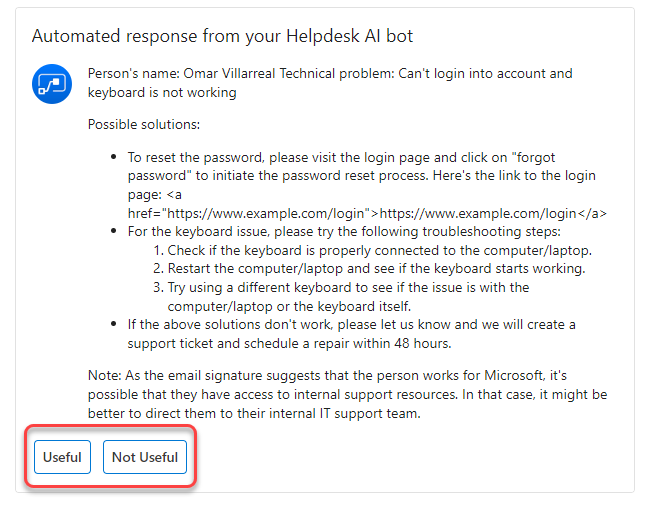 Automated response from your Helpdesk AI bot
Person's name: Omar Villarreal Technical problem: Can't login into account and
keyboard is not working
Possible solutions:
• To reset the password, please visit the login page and click on "forgot
password" to initiate the password reset process. Here's the link to the login
page: <a
href="https://www.example.com/login">https://www.example.com/login</a>
• For the keyboard issue, please try the following troubleshooting steps:
1. Check if the keyboard is properly connected to the computer/laptop.
2. Restart the computer/laptop and see if the keyboard starts working.
3. Try using a different keyboard to see if the issue is with the
computer/laptop or the keyboard itself.
• If the above solutions don't work, please let us know and we will create a
support ticket and schedule a repair within 48 hours.
Note: As the email signature suggests that the person works for Microsoft, it's
possible that they have access to internal support resources. In that case, it might be
better to direct them to their internal IT support team.
Useful Not Useful